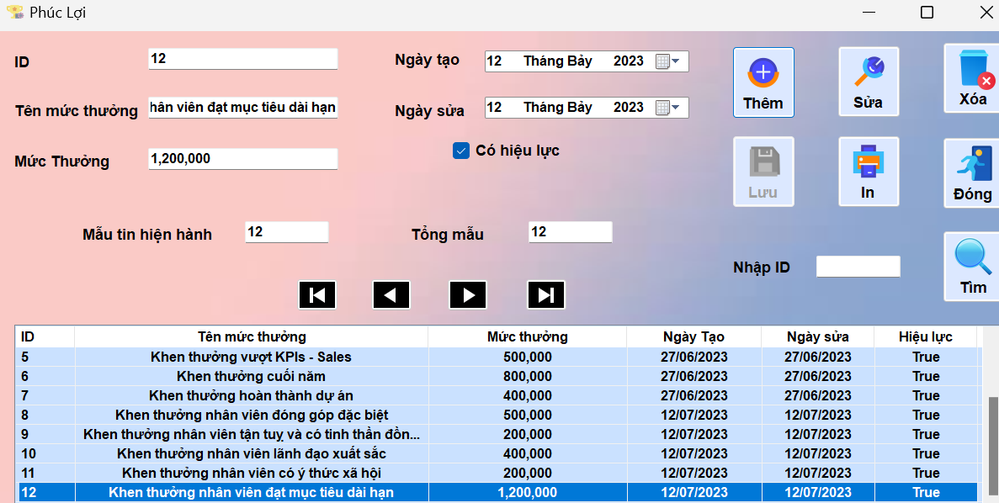 Phúc Lợi
ID 12 Ngày tạo 12 Tháng Bảy 2023
Thêm Sửa Xóa
Tên mức thưởng hân viên đạt mục tiêu dài hạn Ngày sửa 12 Tháng Bảy 2023
Mức Thưởng 1,200,000 Có hiệu lực
Lưu In Đóng
Mẫu tin hiện hành 12 Tổng mẫu 12
Nhập ID
Tìm
ID Tên mức thưởng Mức thưởng Ngày Tạo Ngày sửa Hiệu lực
5 Khen thưởng vượt KPIs - Sales 500,000 27/06/2023 27/06/2023 True
6 Khen thưởng cuối năm 800,000 27/06/2023 27/06/2023 True
7 Khen thưởng hoàn thành dự án 400,000 27/06/2023 27/06/2023 True
8 Khen thưởng nhân viên đóng góp đặc biệt 500,000 12/07/2023 12/07/2023 True
9 Khen thưởng nhân viên tận tuỵ và có tinh thần đồn... 200,000 12/07/2023 12/07/2023 True
10 Khen thưởng nhân viên lãnh đạo xuất sắc 400,000 12/07/2023 12/07/2023 True
11 Khen thưởng nhân viên có ý thức xã hội 200,000 12/07/2023 12/07/2023 True
12 Khen thưởng nhân viên đạt mục tiêu dài hạn 1,200,000 12/07/2023 12/07/2023 True